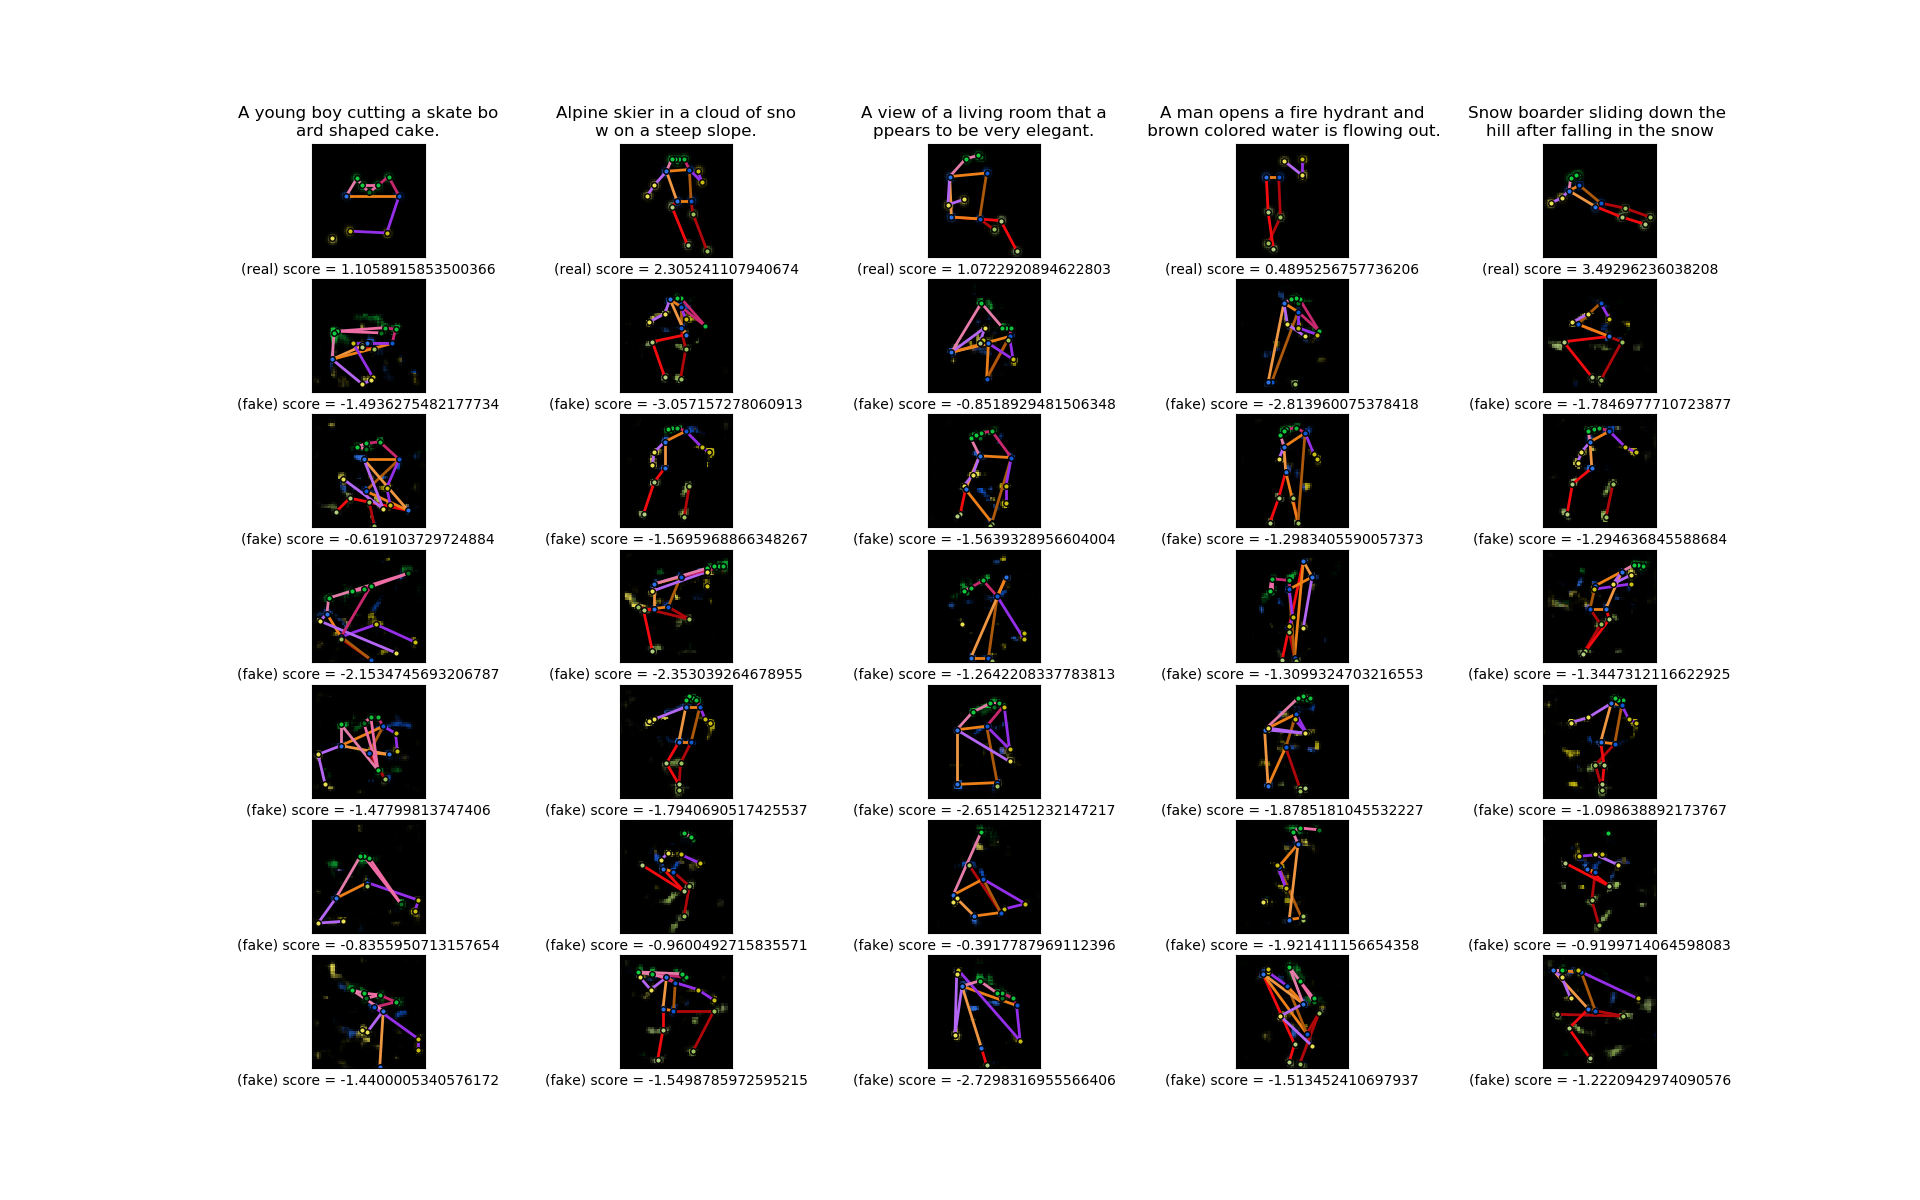 A young boy cutting a skate bo
ard shaped cake.
Alpine skier in a cloud of sno
w on a steep slope.
A view of a living room that a
ppears to be very elegant.
A man opens a fire hydrant and
brown colored water is flowing out.
Snow boarder sliding down the
hill after falling in the snow
(real) score = 1.1058915853500366
(real) score = 2.305241107940674
(real) score = 1.0722920894622803
(real) score = 0.4895256757736206
(real) score = 3.49296236038208
(fake) score = -1.4936275482177734
(fake) score = -3.057157278060913
(fake) score = -0.8518929481506348
(fake) score = -2.813960075378418
(fake) score = -1.7846977710723877
(fake) score = -0.619103729724884
(fake) score = -1.5695968866348267
(fake) score = -1.5639328956604004
(fake) score = -1.2983405590057373
(fake) score = -1.294636845588684
(fake) score = -2.1534745693206787
(fake) score = -2.353039264678955
(fake) score = -1.2642208337783813
(fake) score = -1.3099324703216553
(fake) score = -1.3447312116622925
(fake) score = -1.47799813747406
(fake) score = -1.7940690517425537
(fake) score = -2.6514251232147217
(fake) score = -1.8785181045532227
(fake) score = -1.098638892173767
(fake) score = -0.8355950713157654
(fake) score = -0.9600492715835571
(fake) score = -0.3917787969112396
(fake) score = -1.921411156654358
(fake) score = -0.9199714064598083
(fake) score = -1.4400005340576172
(fake) score = -1.5498785972595215
(fake) score = -2.7298316955566406
(fake) score = -1.513452410697937
(fake) score = -1.2220942974090576